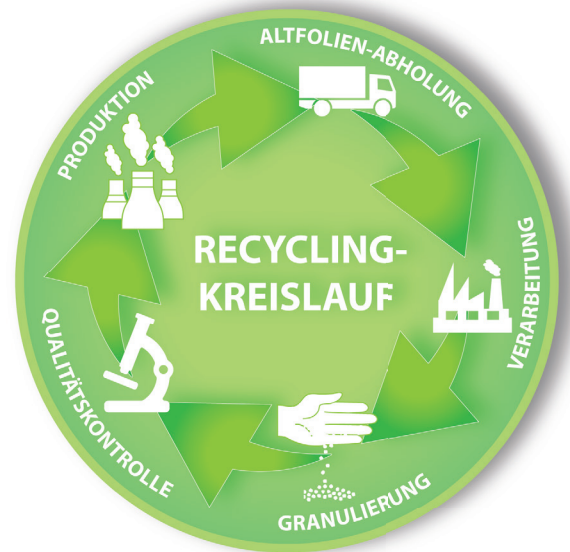 RECYCLING-
KREISLAUF
ALTFOLIEN-ABHOLUNG
VERARBEITUNG
GRANULIERUNG
QUALITÄTSKONTROLLE
PRODUKTION